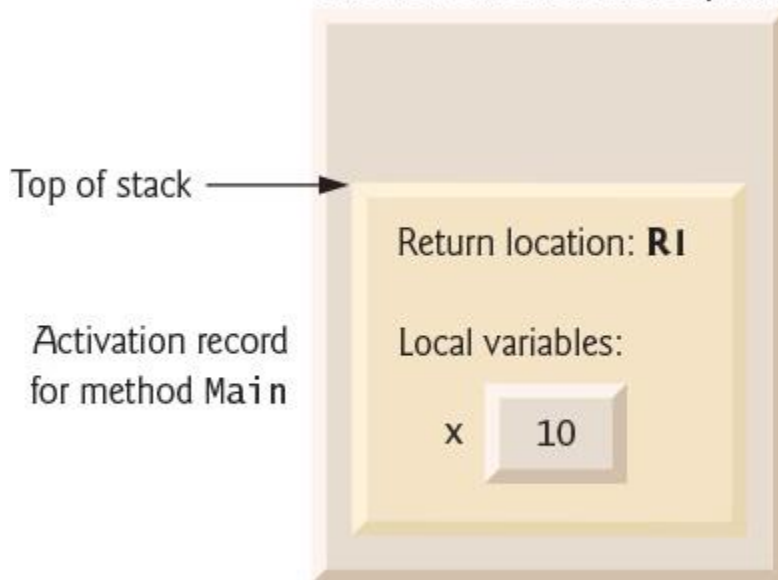 Top of stack
Return location: R1
Activation record
for method Main
Local variables:
x 10